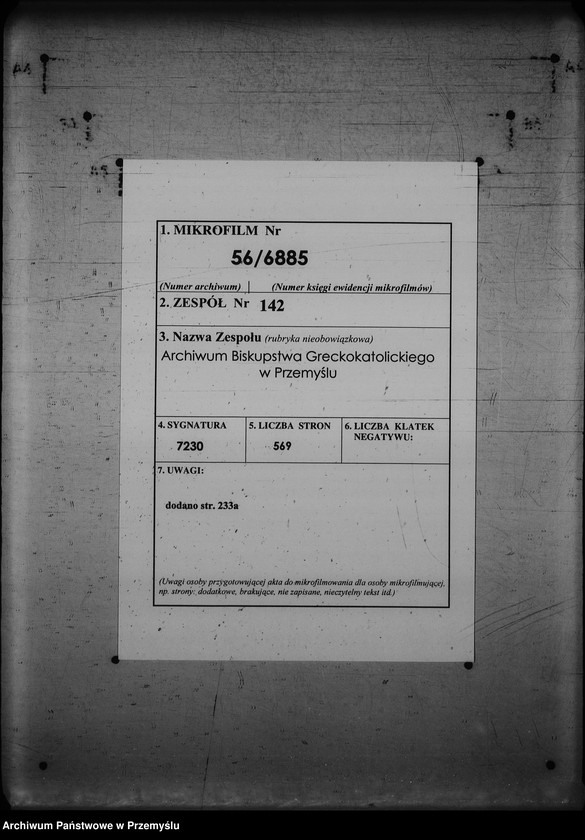 1. MIKROFILM Nr
56/6885
(Numer archiwum) | (Numer księgi ewidencji mikrofilmów)
2. ZESPÓŁ Nr 142
3. Nazwa Zespołu (rubryka nieobowiązkowa)
Archiwum Biskupstwa Greckokatolickiego
w Przemyślu
4. SYGNATURA
7230
5. LICZBA STRON
569
6. LICZBA KLATEK
NEGATYWU:
7. UWAGI:
dodano str. 233a
(Uwagi osoby przygotowującej akta do mikrofilmowania dla osoby mikrofilmującej,
np. strony: dodatkowe, brakujące, nie zapisane, nieczytelny tekst itd.)
Archiwum Państwowe w Przemyślu